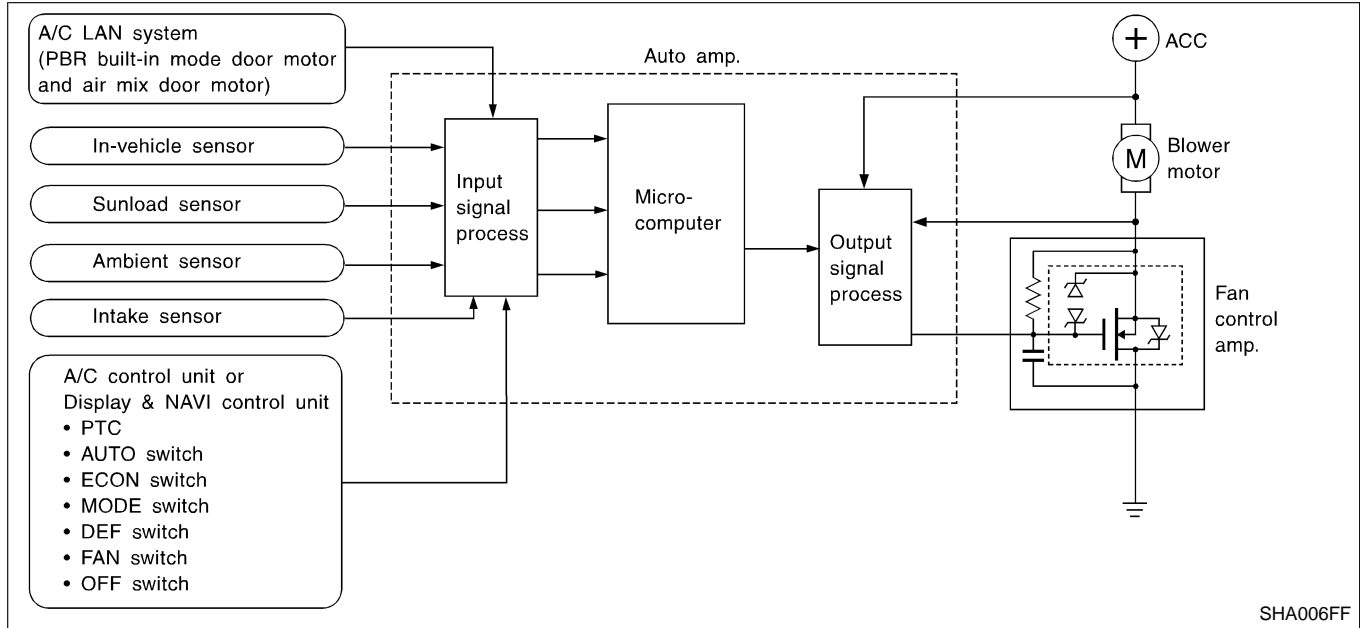 A/C LAN system
(PBR built-in mode door motor
and air mix door motor)
In-vehicle sensor
Sunload sensor
Ambient sensor
Intake sensor
A/C control unit or
Display & NAVI control unit
• PTC
• AUTO switch
• ECON switch
• MODE switch
• DEF switch
• FAN switch
• OFF switch
Auto amp.
Input
signal
process
Micro-
computer
Output
signal
process
+
ACC
M
Blower
motor
Fan
control
amp.
SHA006FF